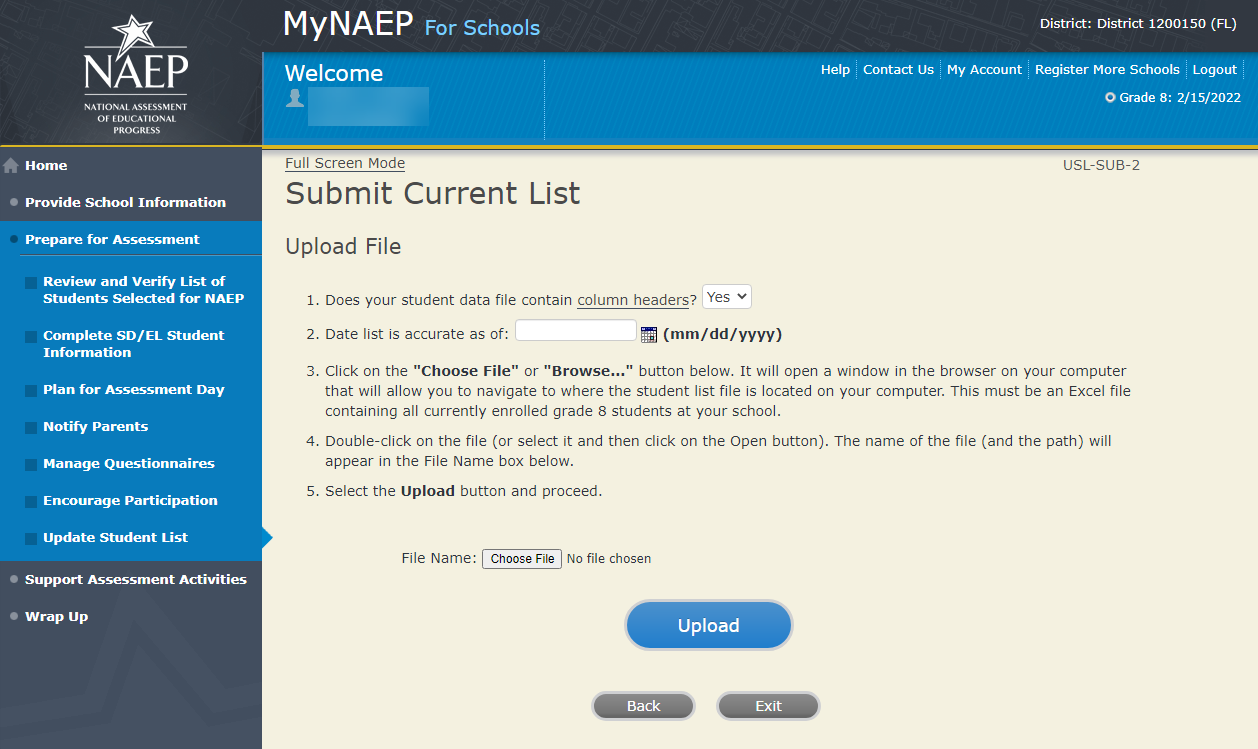 NAEP
NATIONAL ASSESSMENT
OF EDUCATIONAL
PROGRESS
MyNAEP For Schools
District: District 1200150 (FL)
Welcome
Help Contact Us My Account Register More Schools Logout
Grade 8: 2/15/2022
Home
Provide School Information
Prepare for Assessment
Review and Verify List of
Students Selected for NAEP
Complete SD/EL Student
Information
Plan for Assessment Day
Notify Parents
Manage Questionnaires
Encourage Participation
Update Student List
Support Assessment Activities
Wrap Up
Full Screen Mode
USL-SUB-2
Submit Current List
Upload File
1. Does your student data file contain column headers? Yes
2. Date list is accurate as of: (mm/dd/yyyy)
3. Click on the "Choose File" or "Browse..." button below. It will open a window in the browser on your computer
that will allow you to navigate to where the student list file is located on your computer. This must be an Excel file
containing all currently enrolled grade 8 students at your school.
4. Double-click on the file (or select it and then click on the Open button). The name of the file (and the path) will
appear in the File Name box below.
5. Select the Upload button and proceed.
File Name: Choose File No file chosen
Upload
Back Exit